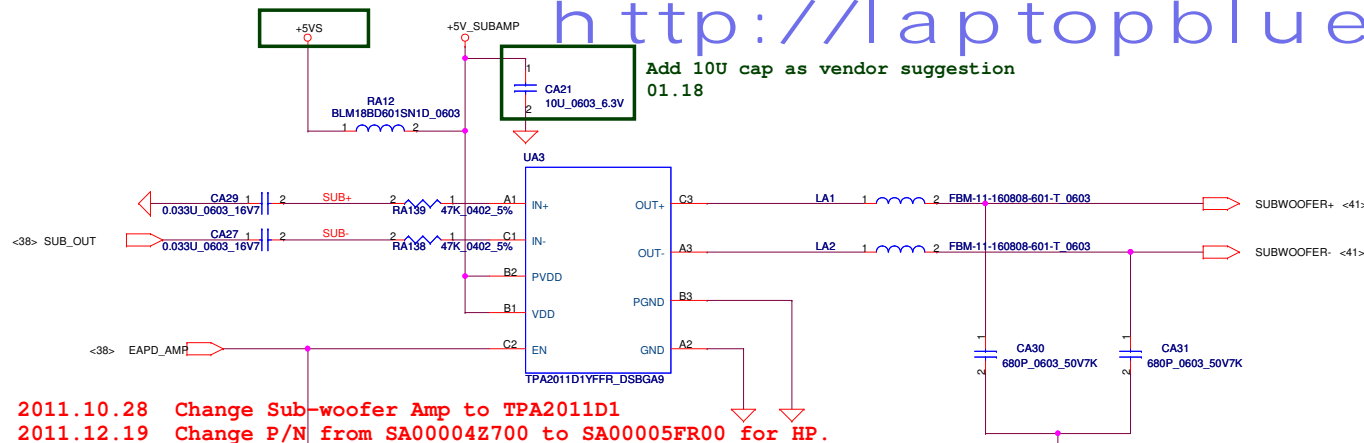 http://laptopblue
+5VS
+5V_SUBAMP
Add 10U cap as vendor suggestion
01.18
1
CA21
10U_0603_6.3V
2
RA12
BLM18BD601SN1D_0603
1 2
UA3
CA29 1 2 SUB+ 2 1 A1 IN+
0.033U_0603_16V7 RA139 47K_0402_5%
OUT+ C3 LA1 1 2 FBM-11-160808-601-T_0603 SUBWOOFER+ <41>
<38> SUB_OUT CA27 1 2 SUB- 2 1 C1 IN-
0.033U_0603_16V7 RA138 47K_0402_5%
OUT- A3 LA2 1 2 FBM-11-160808-601-T_0603 SUBWOOFER- <41>
B2 PVDD
PGND B3
B1 VDD
<38> EAPD_AMP C2 EN
GND A2
TPA2011D1YFFR_DSBGA9
1
CA30
680P_0603_50V7K
2
1
CA31
680P_0603_50V7K
2
2011.10.28 Change Sub-woofer Amp to TPA2011D1
2011.12.19 Change P/N from SA00004Z700 to SA00005FR00 for HP.